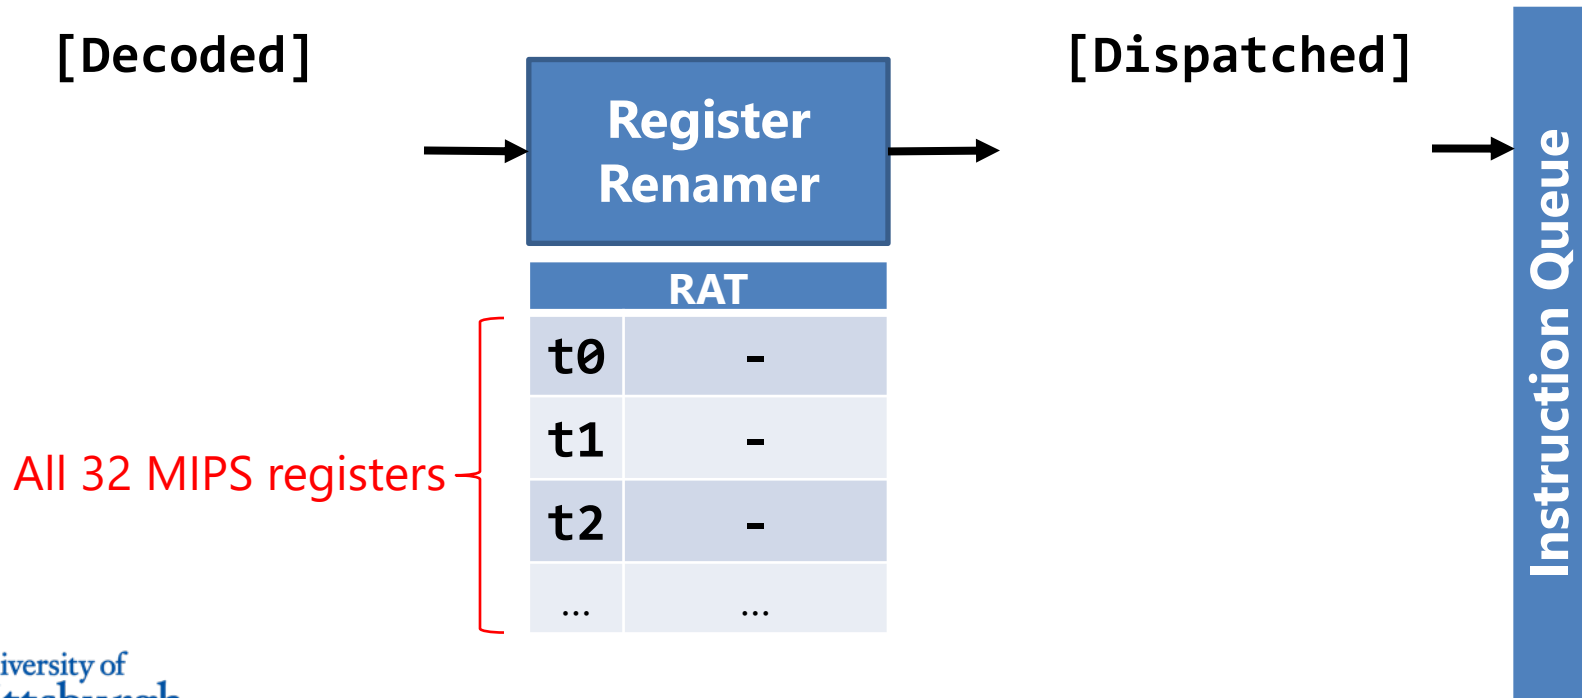 [Decoded]
[Dispatched]
Register
Renamer
RAT
t0 -
t1 -
t2 -
... ...
All 32 MIPS registers
Instruction Queue
iversity of